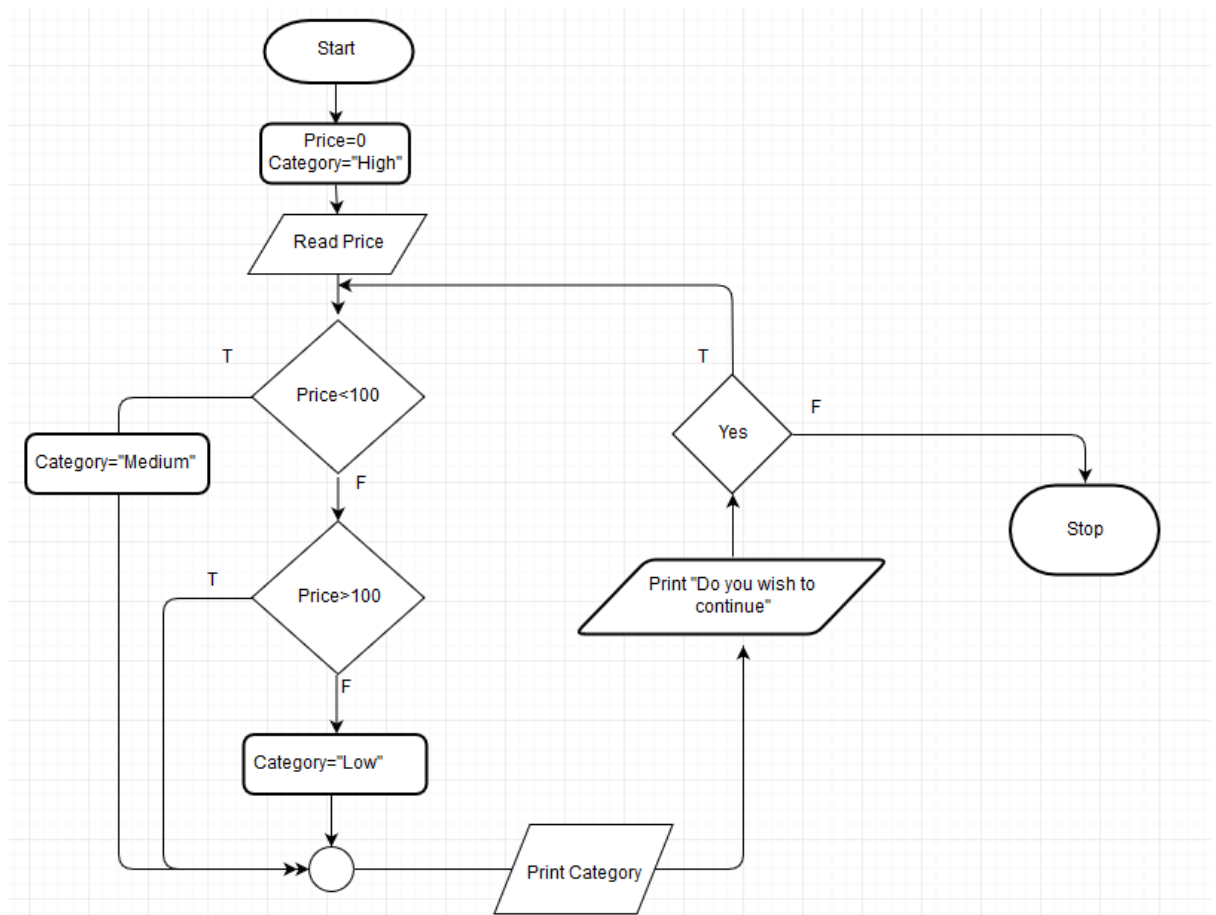 Start
Price=0
Category="High"
Read Price
T
Price<100
F
Category="Medium"
T
Price>100
F
Category="Low"
Print Category
Print "Do you wish to
continue"
Yes
T
F
Stop